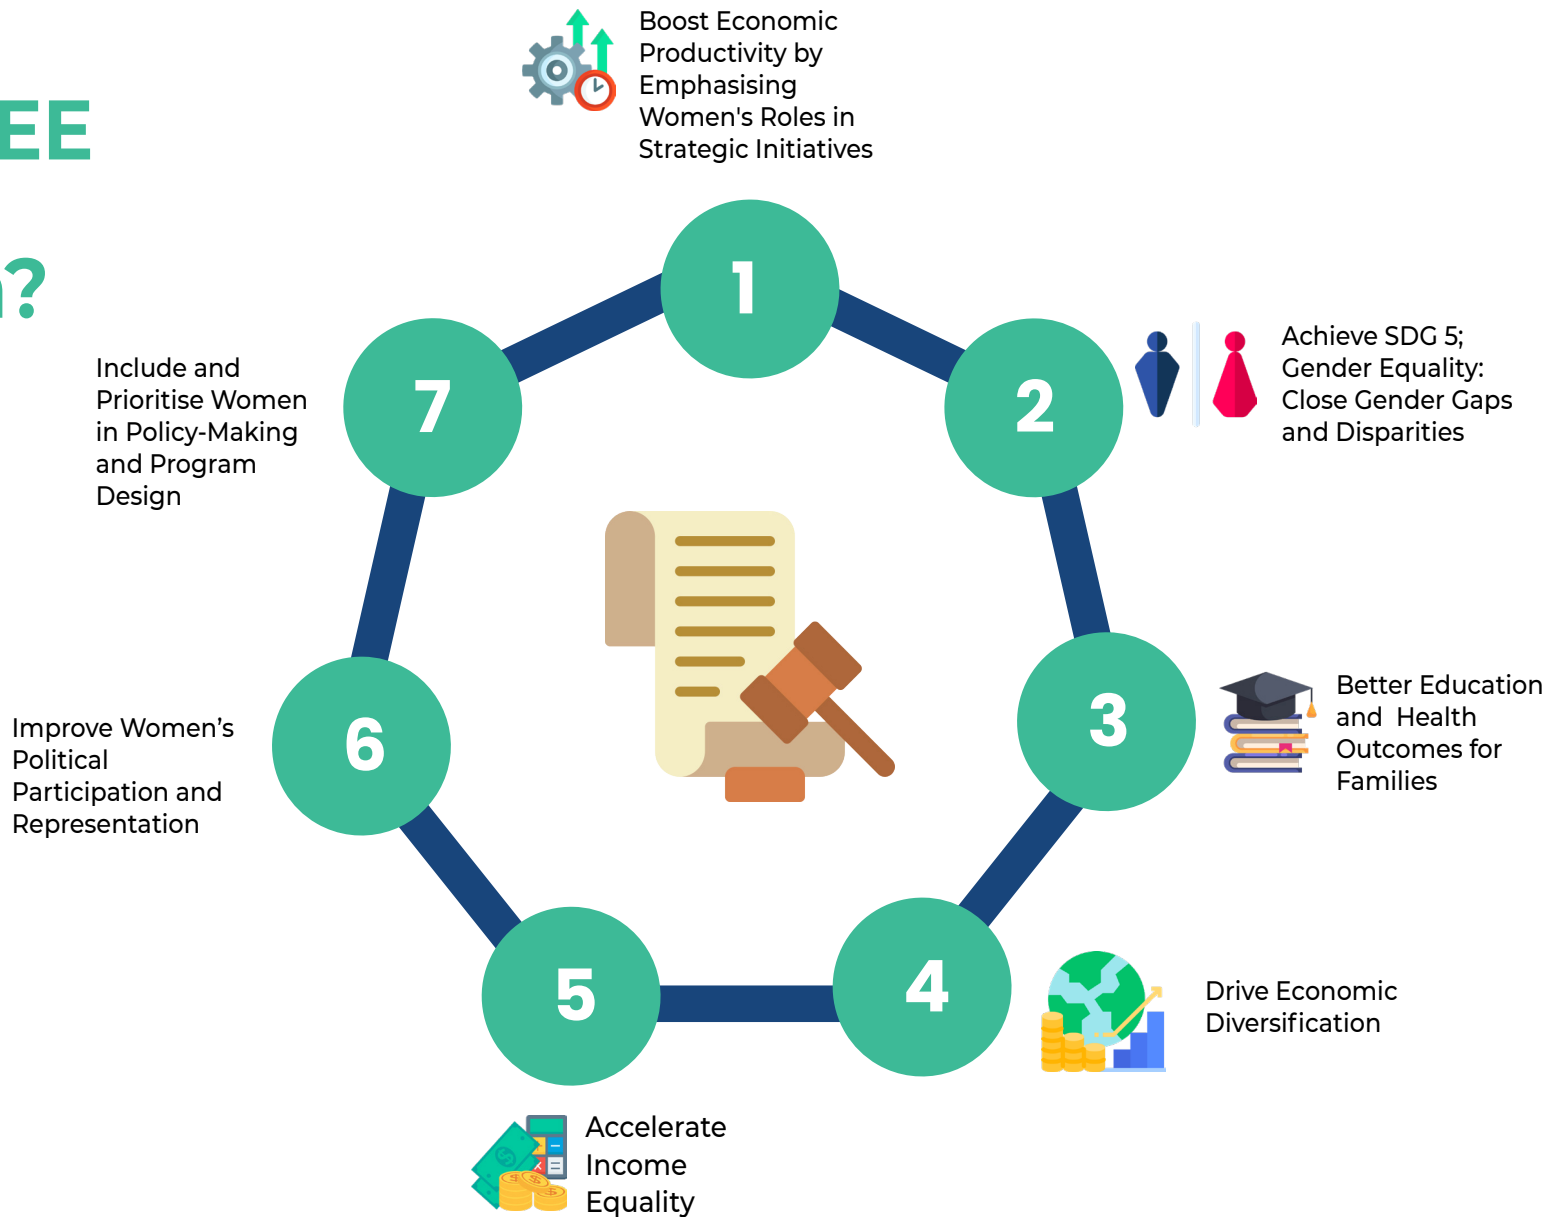 EE
?
1
Boost Economic
Productivity by
Emphasising
Women's Roles in
Strategic Initiatives
2
Achieve SDG 5;
Gender Equality:
Close Gender Gaps
and Disparities
3
Better Education
and  Health
Outcomes for
Families
4
Drive Economic
Diversification
5
Accelerate
Income
Equality
6
Improve Women’s
Political
Participation and
Representation
7
Include and
Prioritise Women
in Policy-Making
and Program
Design